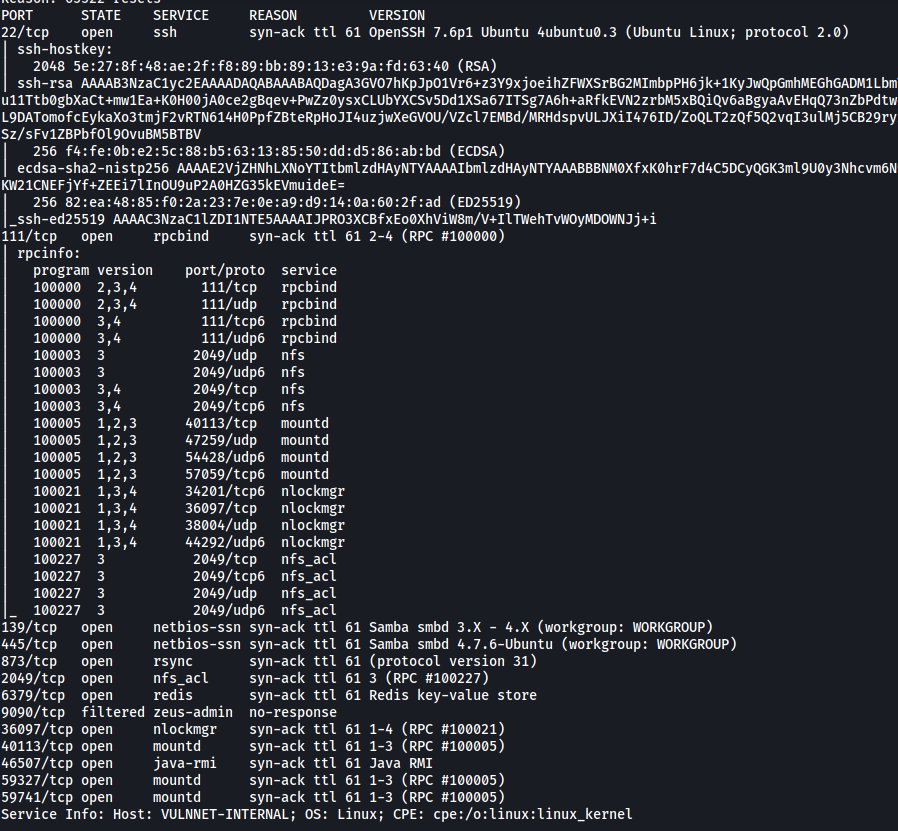 Reason: 65522 resets
PORT      STATE    SERVICE     REASON         VERSION
22/tcp    open     ssh         syn-ack ttl 61 OpenSSH 7.6p1 Ubuntu 4ubuntu0.3 (Ubuntu Linux; protocol 2.0)
| ssh-hostkey:
|   2048 5e:27:8f:48:ae:2f:f8:89:bb:89:13:e3:9a:fd:63:40 (RSA)
| ssh-rsa AAAAB3NzaC1yc2EAAAADAQABAAABAQDagA3GVO7hKpJpO1Vr6+z3Y9xjoeihZFWXSrBG2MImbpPH6jk+1KyJwQpGmhMEGhGADM1Lbm
u11Ttb0gbXaCt+mw1Ea+K0H00jA0ce2gBqev+PwZz0ysxCLUbYXCSv5Dd1XSa67ITSg7A6h+aRfkEVN2zrbM5xBQiQv6aBgyaAvEHqQ73nZbPdtw
L9DATomofcEykaXo3tmjF2vRTN614H0PpfZBteRpHoJI4uzjwXeGVOU/VZcl7EMBd/MRHdspvULJXiI476ID/ZoQLT2zQf5Q2vqI3ulMj5CB29ry
Sz/sFv1ZBPbfOl9OvuBM5BTBV
|   256 f4:fe:0b:e2:5c:88:b5:63:13:85:50:dd:d5:86:ab:bd (ECDSA)
| ecdsa-sha2-nistp256 AAAAE2VjZHNhLXNoYTItbmlzdHAyNTYAAAAIbmlzdHAyNTYAAABBBNM0XfxK0hrF7d4C5DCyQGK3ml9U0y3Nhcvm6N
KW21CNEFjYf+ZEEi7lInOU9uP2A0HZG35kEVmuideE=
|   256 82:ea:48:85:f0:2a:23:7e:0e:a9:d9:14:0a:60:2f:ad (ED25519)
|_ssh-ed25519 AAAAC3NzaC1lZDI1NTE5AAAAIJPRO3XCBfxEo0XhViW8m/V+IlTWehTvWOyMDOWNJj+i
111/tcp   open     rpcbind     syn-ack ttl 61 2-4 (RPC #100000)
| rpcinfo:
|   program version    port/proto  service
|   100000  2,3,4        111/tcp   rpcbind
|   100000  2,3,4        111/udp   rpcbind
|   100000  3,4          111/tcp6  rpcbind
|   100000  3,4          111/udp6  rpcbind
|   100003  3           2049/udp   nfs
|   100003  3           2049/udp6  nfs
|   100003  3,4         2049/tcp   nfs
|   100003  3,4         2049/tcp6  nfs
|   100005  1,2,3      40113/tcp   mountd
|   100005  1,2,3      47259/udp   mountd
|   100005  1,2,3      54428/udp6  mountd
|   100005  1,2,3      57059/tcp6  mountd
|   100021  1,3,4      34201/tcp6  nlockmgr
|   100021  1,3,4      36097/tcp   nlockmgr
|   100021  1,3,4      38004/udp   nlockmgr
|   100021  1,3,4      44292/udp6  nlockmgr
|   100227  3           2049/tcp   nfs_acl
|   100227  3           2049/tcp6  nfs_acl
|   100227  3           2049/udp   nfs_acl
|_  100227  3           2049/udp6  nfs_acl
139/tcp   open     netbios-ssn syn-ack ttl 61 Samba smbd 3.X - 4.X (workgroup: WORKGROUP)
445/tcp   open     netbios-ssn syn-ack ttl 61 Samba smbd 4.7.6-Ubuntu (workgroup: WORKGROUP)
873/tcp   open     rsync       syn-ack ttl 61 (protocol version 31)
2049/tcp  open     nfs_acl     syn-ack ttl 61 3 (RPC #100227)
6379/tcp  open     redis       syn-ack ttl 61 Redis key-value store
9090/tcp  filtered zeus-admin  no-response
36097/tcp open     nlockmgr    syn-ack ttl 61 1-4 (RPC #100021)
40113/tcp open     mountd      syn-ack ttl 61 1-3 (RPC #100005)
46507/tcp open     java-rmi    syn-ack ttl 61 Java RMI
59327/tcp open     mountd      syn-ack ttl 61 1-3 (RPC #100005)
59741/tcp open     mountd      syn-ack ttl 61 1-3 (RPC #100005)
Service Info: Host: VULNNET-INTERNAL; OS: Linux; CPE: cpe:/o:linux:linux_kernel